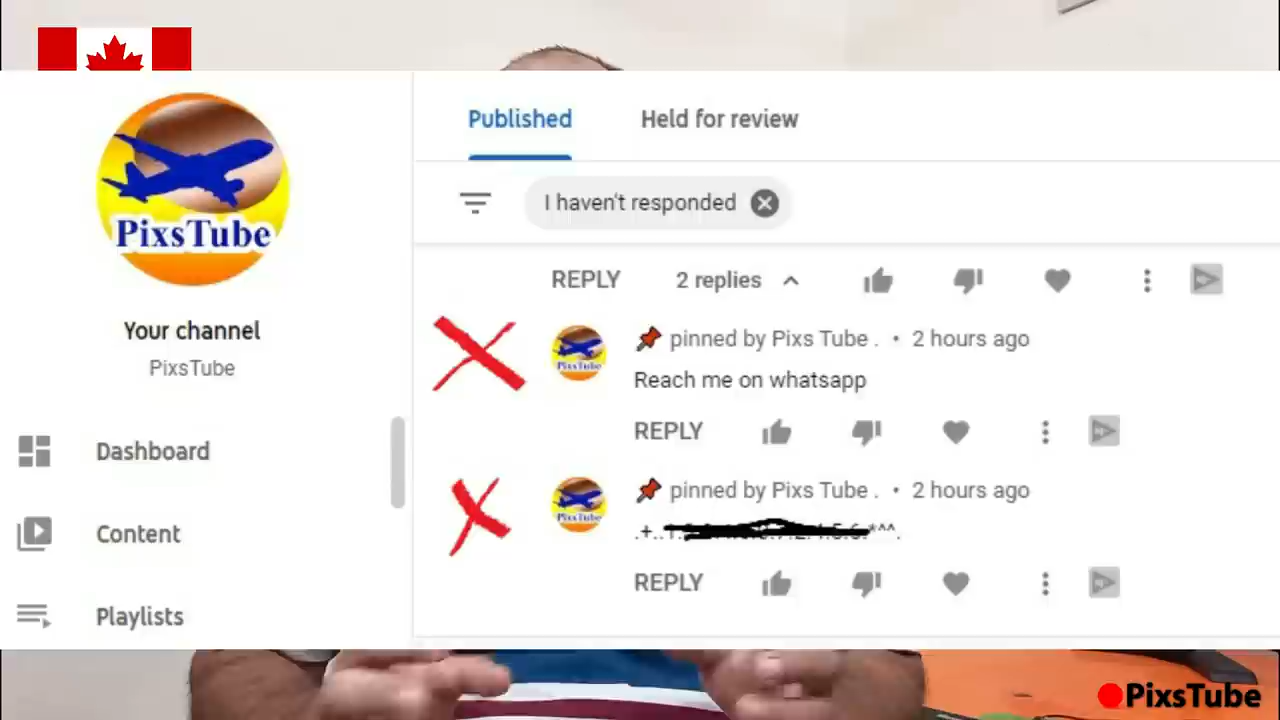 PixsTube
Your channel
PixsTube
Dashboard
Content
Playlists
Published
Held for review
I haven't responded
REPLY 2 replies
pinned by Pixs Tube . • 2 hours ago
Reach me on whatsapp
REPLY
pinned by Pixs Tube . • 2 hours ago
REPLY
PixsTube